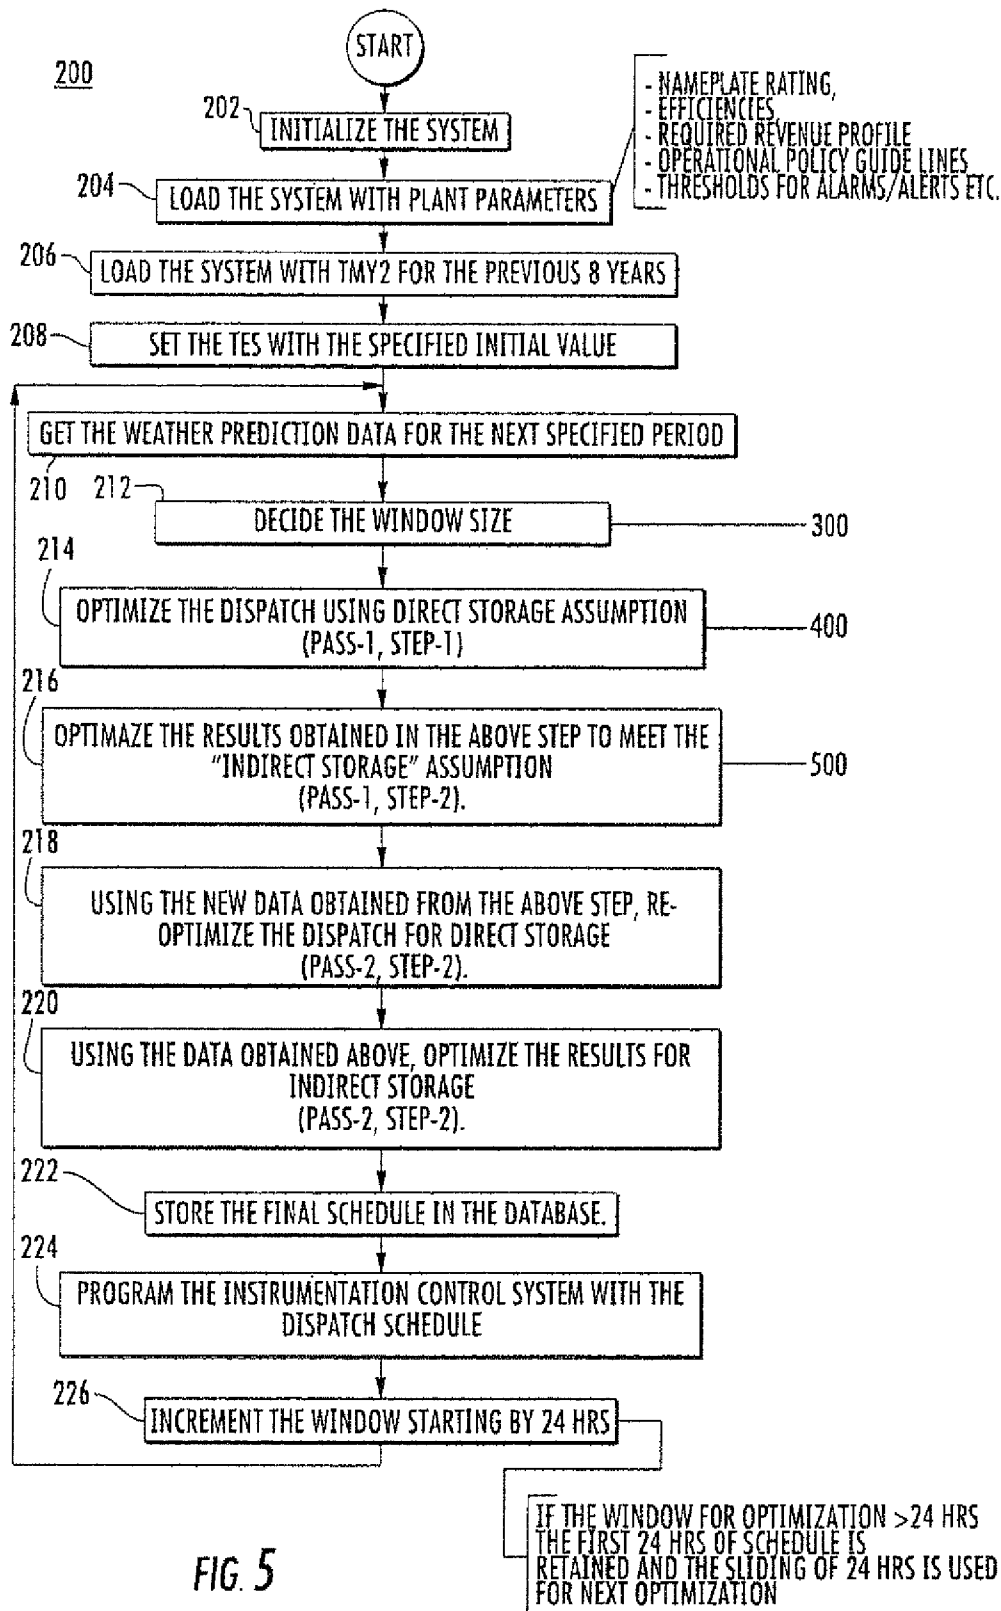 START
200
- NAMEPLATE RATING,
- EFFICIENCIES,
- REQUIRED REVENUE PROFILE
- OPERATIONAL POLICY GUIDE LINES
- THRESHOLDS FOR ALARMS/ALERTS ETC.
202
INITIALIZE THE SYSTEM
204
LOAD THE SYSTEM WITH PLANT PARAMETERS
206
LOAD THE SYSTEM WITH TMY2 FOR THE PREVIOUS 8 YEARS
208
SET THE TES WITH THE SPECIFIED INITIAL VALUE
GET THE WEATHER PREDICTION DATA FOR THE NEXT SPECIFIED PERIOD
210
212
DECIDE THE WINDOW SIZE
300
214
OPTIMIZE THE DISPATCH USING DIRECT STORAGE ASSUMPTION
(PASS-1, STEP-1)
400
216
OPTIMAZE THE RESULTS OBTAINED IN THE ABOVE STEP TO MEET THE
"INDIRECT STORAGE" ASSUMPTION
(PASS-1, STEP-2).
500
218
USING THE NEW DATA OBTAINED FROM THE ABOVE STEP, RE-
OPTIMIZE THE DISPATCH FOR DIRECT STORAGE
(PASS-2, STEP-2).
220
USING THE DATA OBTAINED ABOVE, OPTIMIZE THE RESULTS FOR
INDIRECT STORAGE
(PASS-2, STEP-2).
222
STORE THE FINAL SCHEDULE IN THE DATABASE.
224
PROGRAM THE INSTRUMENTATION CONTROL SYSTEM WITH THE
DISPATCH SCHEDULE
226
INCREMENT THE WINDOW STARTING BY 24 HRS
IF THE WINDOW FOR OPTIMIZATION >24 HRS
THE FIRST 24 HRS OF SCHEDULE IS
RETAINED AND THE SLIDING OF 24 HRS IS USED
FOR NEXT OPTIMIZATION
FIG. 5